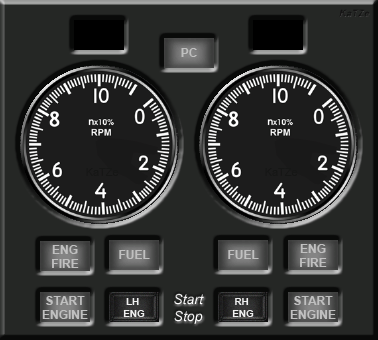 PC
10
0
8
nx10%
RPM
2
6
4
10
0
8
nx10%
RPM
2
6
4
ENG
FIRE
FUEL
FUEL
ENG
FIRE
START
ENGINE
LH
ENG
Start
Stop
RH
ENG
START
ENGINE